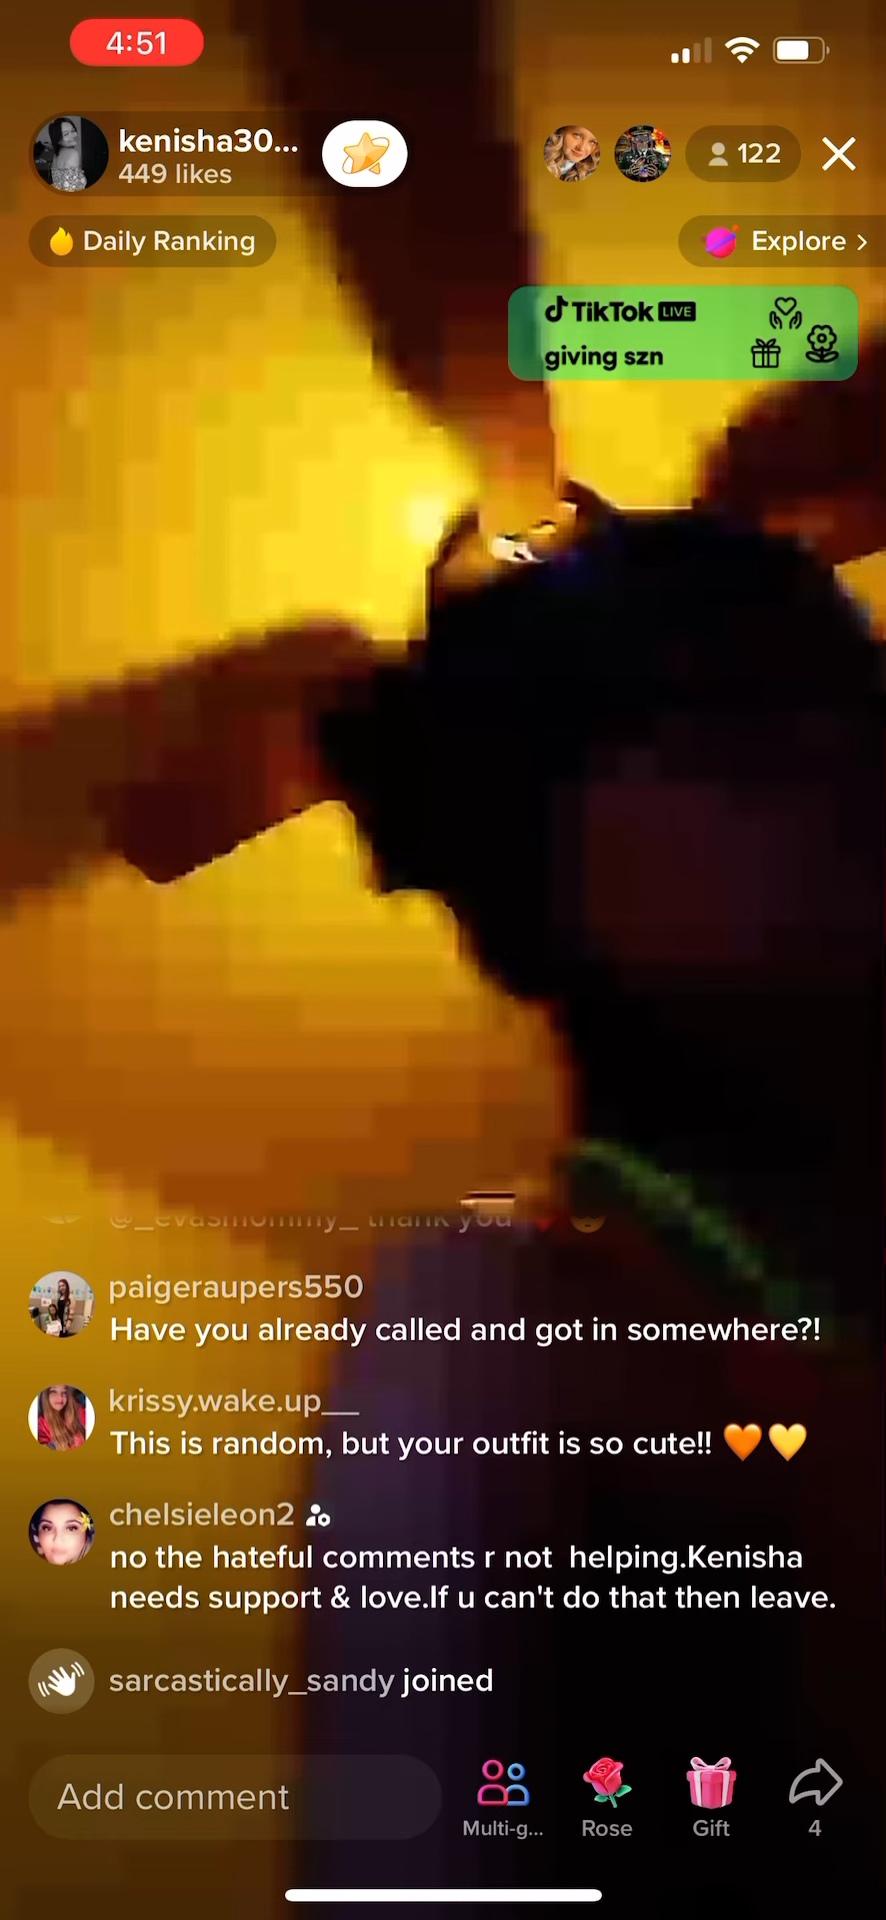 4:51
kenisha30...
449 likes
122
Daily Ranking
Explore >
TikTok LIVE
giving szn
@_evasmommy_ thank you
paigeraupers550
Have you already called and got in somewhere?!
krissy.wake.up__
This is random, but your outfit is so cute!! 🧡💛
chelsieleon2
no the hateful comments r not  helping.Kenisha
needs support & love.If u can't do that then leave.
sarcastically_sandy joined
Add comment
Multi-g...
Rose
Gift
4